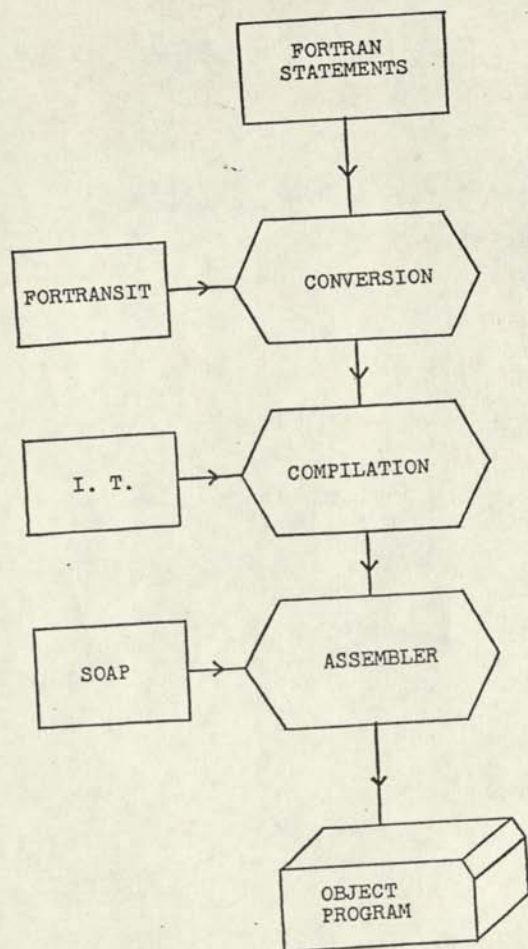 FORTRAN
STATEMENTS
FORTRANSIT
CONVERSION
I. T.
COMPILATION
SOAP
ASSEMBLER
OBJECT
PROGRAM